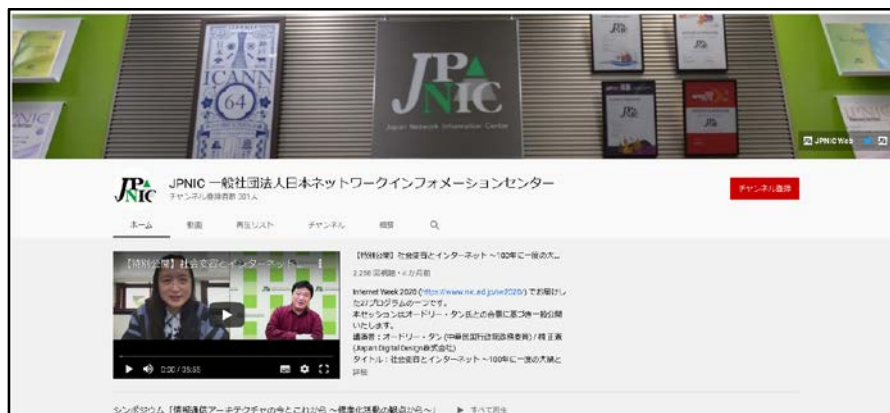 ICANN
64
JPNIC
Japan Network Information Center
JPNIC Web
JPNIC 一般社団法人日本ネットワークインフォメーションセンター
チャンネル登録者数 301人
チャンネル登録
ホーム 動画 再生リスト チャンネル 概要
【特別公開】社会変容とインターネット ...
0:00 / 35:55
【特別公開】社会変容とインターネット ～100年に一度の大...
回視聴・ か月前
Internet Week 2020 (https://www.nic.ad.jp/iw2020/) でお届けし
た27プログラムの一つです。
本セッションはオードリー・タン氏との合意に基づき一般公開
いたします。
講演者：オードリー・タン (中華民国行政院政務委員) / 楠 正憲
(Japan Digital Design株式会社)
タイトル：社会変容とインターネット ～100年に一度の大禍と
詳細
シンポジウム「情報通信アーキテクチャの今とこれから ～標準化活動の観点から～」 ▶ すべて再生